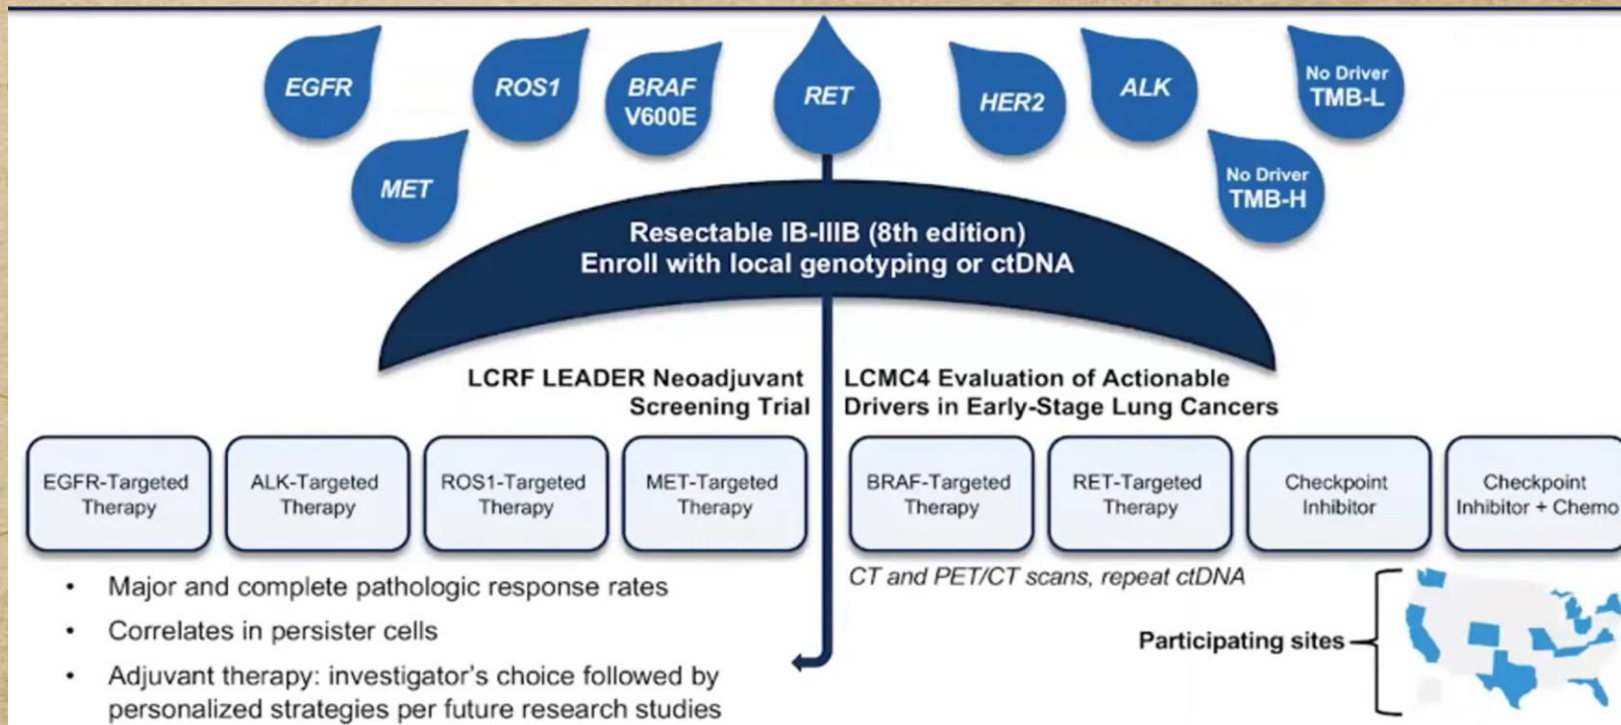 EGFR
ROS1
BRAF
V600E
RET
HER2
ALK
No Driver
TMB-L
MET
No Driver
TMB-H
Resectable IB-IIIB (8th edition)
Enroll with local genotyping or ctDNA
LCRF LEADER Neoadjuvant
Screening Trial
LCMC4 Evaluation of Actionable
Drivers in Early-Stage Lung Cancers
EGFR-Targeted
Therapy
ALK-Targeted
Therapy
ROS1-Targeted
Therapy
MET-Targeted
Therapy
BRAF-Targeted
Therapy
RET-Targeted
Therapy
Checkpoint
Inhibitor
Checkpoint
Inhibitor + Chemo
• Major and complete pathologic response rates
• Correlates in persister cells
• Adjuvant therapy: investigator's choice followed by
personalized strategies per future research studies
CT and PET/CT scans, repeat ctDNA
Participating sites